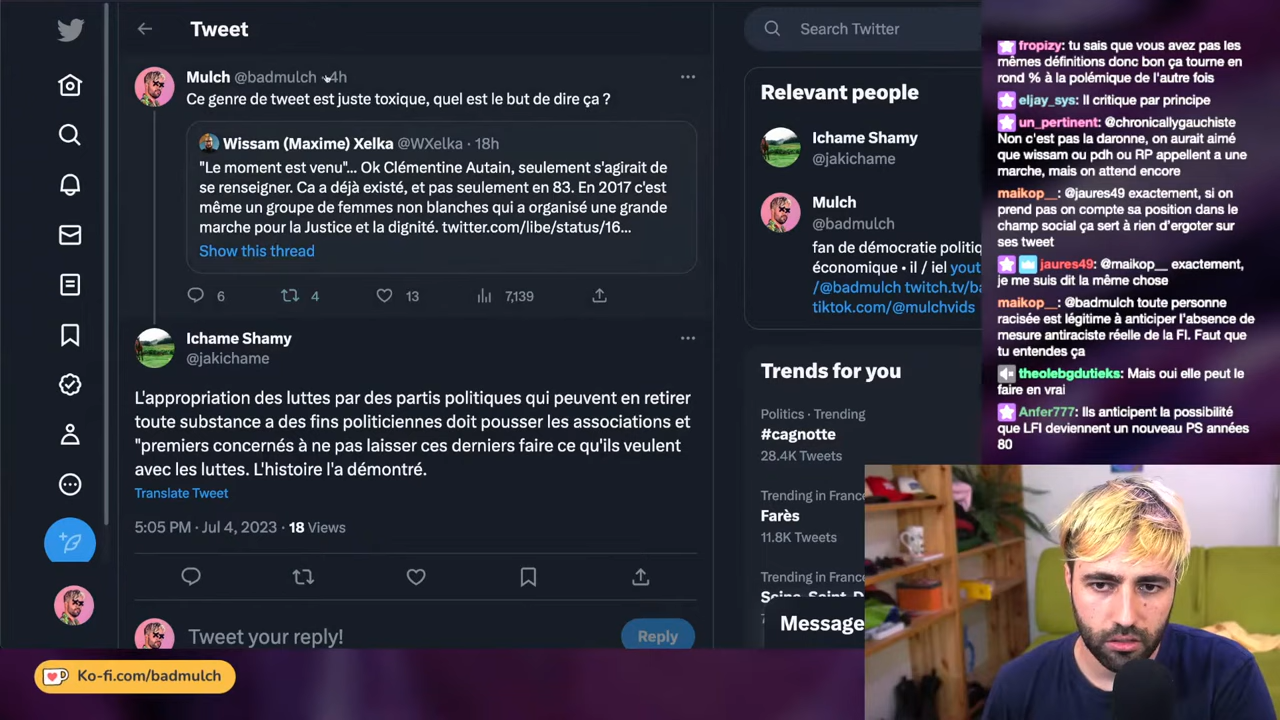 Tweet
Mulch @badmulch · 4h
Ce genre de tweet est juste toxique, quel est le but de dire ça ?
Wissam (Maxime) Xelka @WXelka · 18h
"Le moment est venu"... Ok Clémentine Autain, seulement s'agirait de
se renseigner. Ca a déjà existé, et pas seulement en 83. En 2017 c'est
même un groupe de femmes non blanches qui a organisé une grande
marche pour la Justice et la dignité. twitter.com/libe/status/16...
Show this thread
6 4 13 7,139
Ichame Shamy
@jakichame
L'appropriation des luttes par des partis politiques qui peuvent en retirer
toute substance a des fins politiciennes doit pousser les associations et
"premiers concernés à ne pas laisser ces derniers faire ce qu'ils veulent
avec les luttes. L'histoire l'a démontré.
Translate Tweet
5:05 PM · Jul 4, 2023 · 18 Views
Tweet your reply!
Reply
Search Twitter
Relevant people
Ichame Shamy
@jakichame
Mulch
@badmulch
fan de démocratie politiq
économique • il / iel yout
/@badmulch twitch.tv/ba
tiktok.com/@mulchvids
Trends for you
Politics · Trending
#cagnotte
28.4K Tweets
Trending in France
Farès
11.8K Tweets
Trending in France
Message
fropizy: tu sais que vous avez pas les
mêmes définitions donc bon ça tourne en
rond % à la polémique de l'autre fois
eljay_sys: Il critique par principe
un_pertinent: @chronicallygauchiste
Non c'est pas la daronne, on aurait aimé
que wissam ou pdh ou RP appellent a une
marche, mais on attend encore
maikop__: @jaures49 exactement, si on
prend pas on compte sa position dans le
champ social ça sert à rien d'ergoter sur
ses tweet
jaures49: @maikop__ exactement,
je me suis dit la même chose
maikop__: @badmulch toute personne
racisée est légitime à anticiper l'absence de
mesure antiraciste réelle de la FI. Faut que
tu entendes ça
theolebgdutieks: Mais oui elle peut le
faire en vrai
Anfer777: Ils anticipent la possibilité
que LFI deviennent un nouveau PS années
80
Ko-fi.com/badmulch